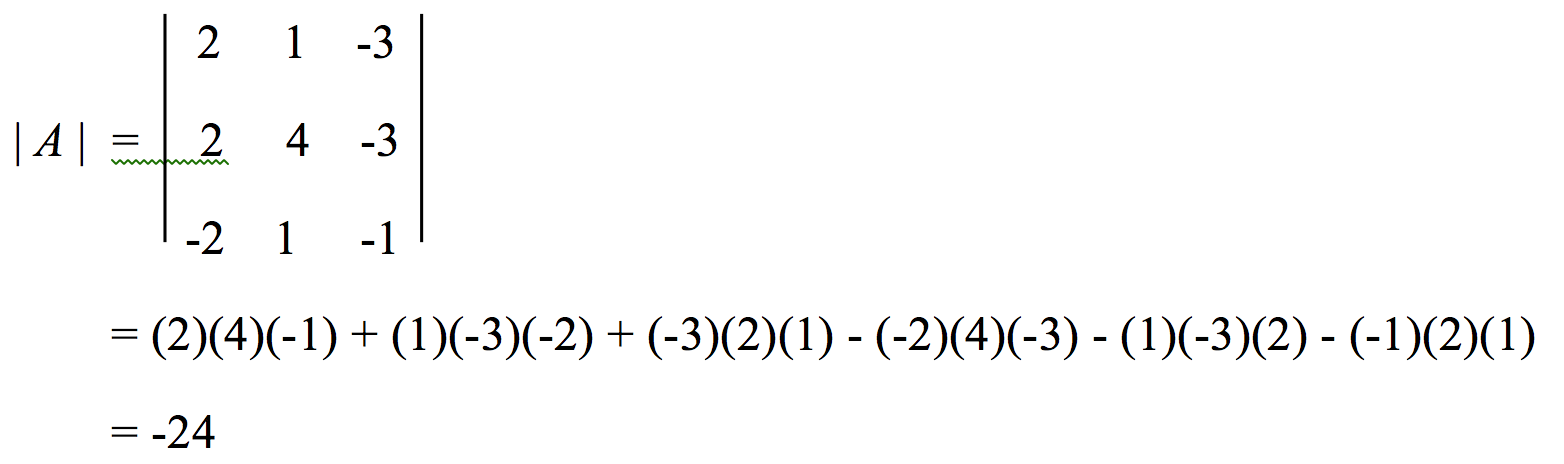 2 1 -3
| A | = 2 4 -3
-2 1 -1
= (2)(4)(-1) + (1)(-3)(-2) + (-3)(2)(1) - (-2)(4)(-3) - (1)(-3)(2) - (-1)(2)(1)
= -24